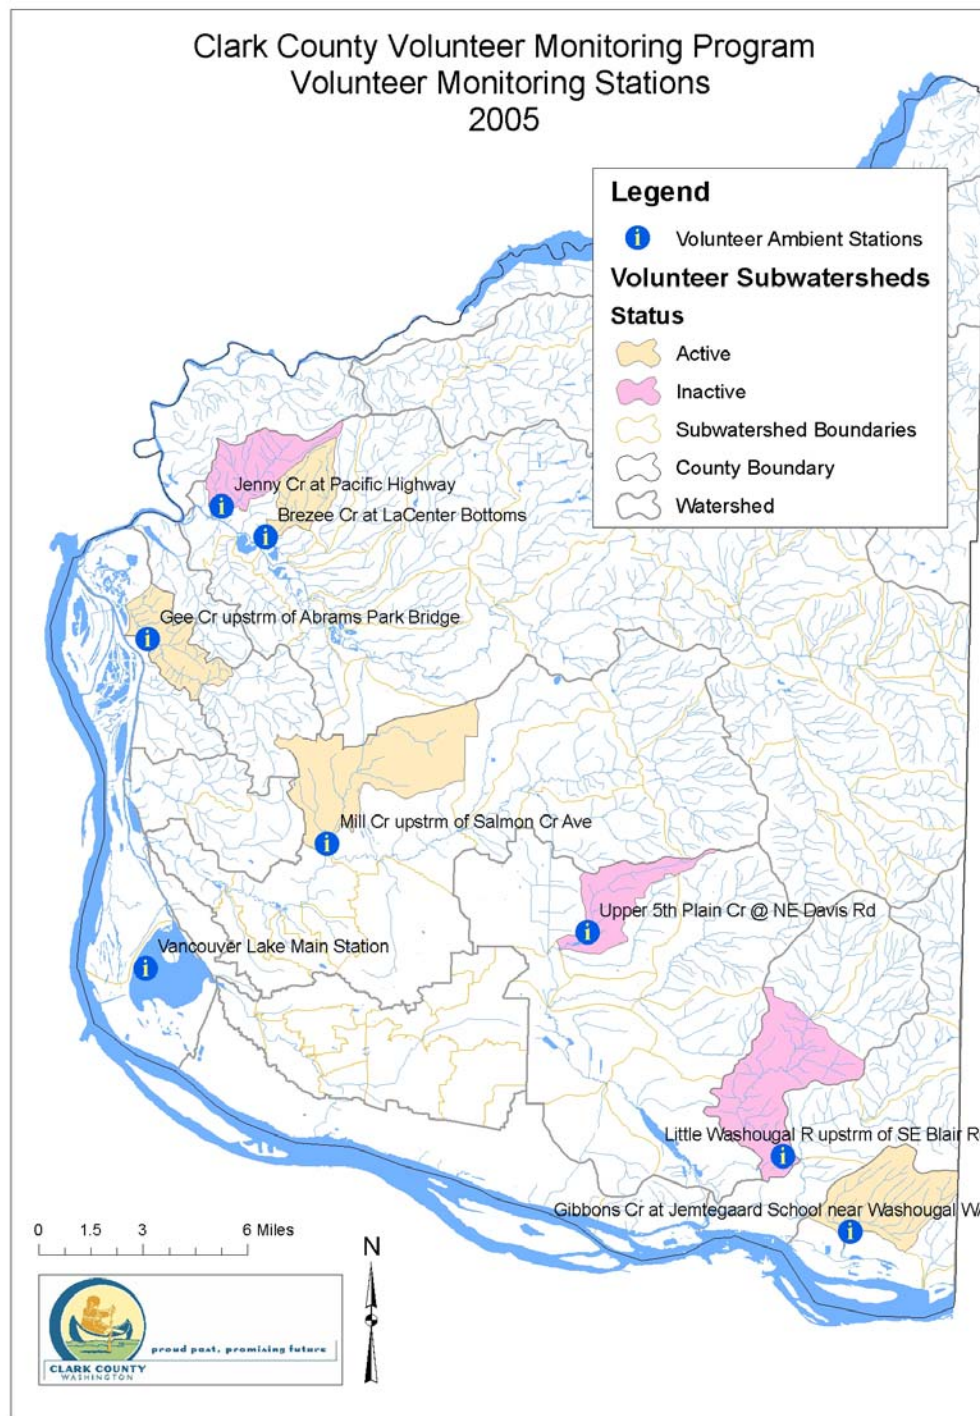 Clark County Volunteer Monitoring Program
Volunteer Monitoring Stations
2005
Legend
i Volunteer Ambient Stations
Volunteer Subwatersheds
Status
Active
Inactive
Subwatershed Boundaries
County Boundary
Watershed
Jenny Cr at Pacific Highway
i
Brezee Cr at LaCenter Bottoms
i
Gee Cr upstrm of Abrams Park Bridge
i
Mill Cr upstrm of Salmon Cr Ave
i
Upper 5th Plain Cr @ NE Davis Rd
i
Vancouver Lake Main Station
i
Little Washougal R upstrm of SE Blair R
i
Gibbons Cr at Jemtegaard School near Washougal WA
i
0 1.5 3 6 Miles
N
proud past, promising future
CLARK COUNTY
WASHINGTON